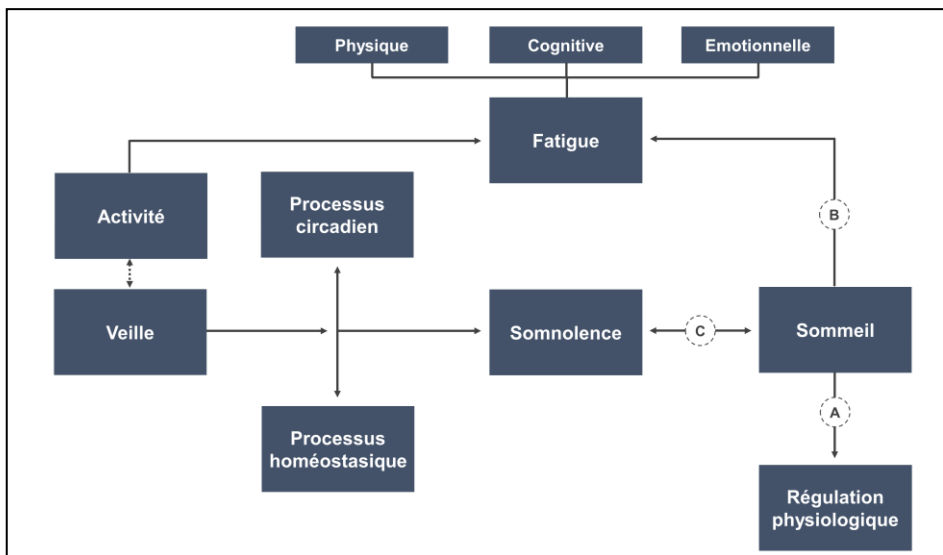 Physique
Cognitive
Emotionnelle
Fatigue
Activité
Processus
circadien
B
Veille
Somnolence
C
Sommeil
A
Processus
homéostasique
Régulation
physiologique